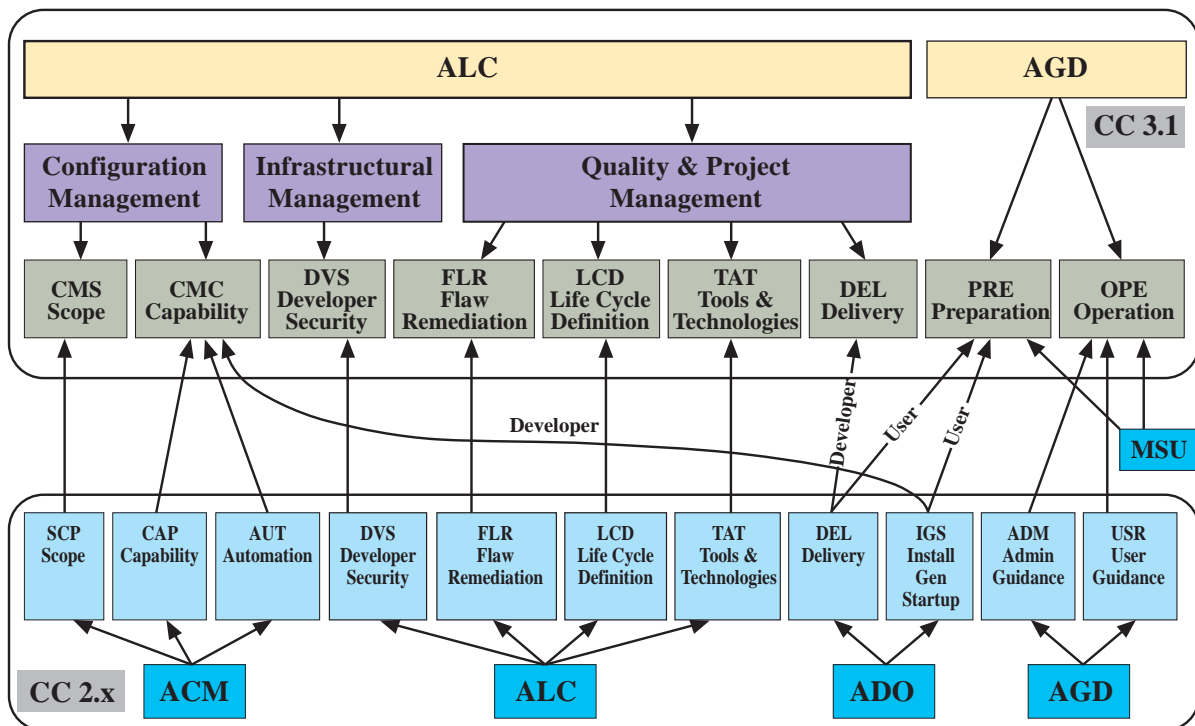 ALC
AGD
CC 3.1
Configuration
Management
Infrastructural
Management
Quality & Project
Management
CMS
Scope
CMC
Capability
DVS
Developer
Security
FLR
Flaw
Remediation
LCD
Life Cycle
Definition
TAT
Tools &
Technologies
DEL
Delivery
PRE
Preparation
OPE
Operation
Developer
Developer
User
User
MSU
SCP
Scope
CAP
Capability
AUT
Automation
DVS
Developer
Security
FLR
Flaw
Remediation
LCD
Life Cycle
Definition
TAT
Tools &
Technologies
DEL
Delivery
IGS
Install
Gen
Startup
ADM
Admin
Guidance
USR
User
Guidance
CC 2.x
ACM
ALC
ADO
AGD